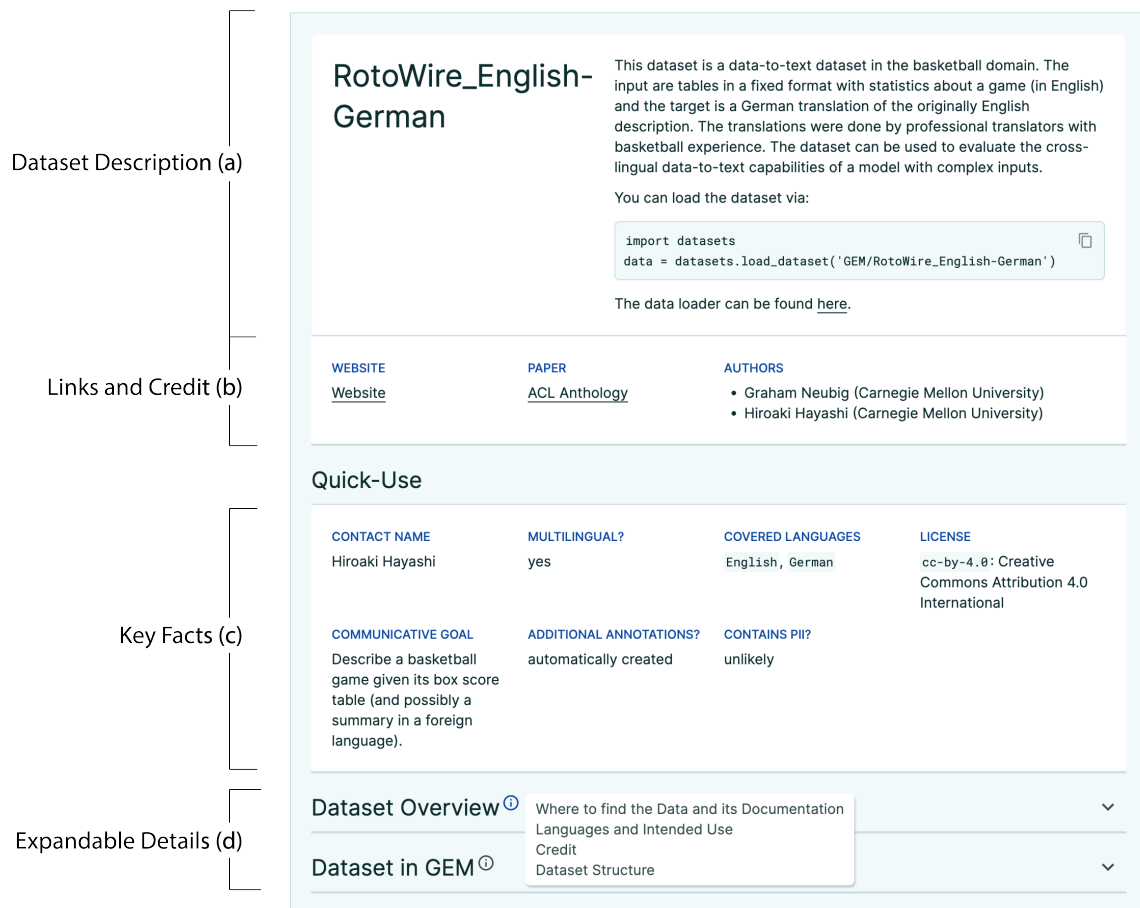 Dataset Description (a)
RotoWire_English-
German
This dataset is a data-to-text dataset in the basketball domain. The
input are tables in a fixed format with statistics about a game (in English)
and the target is a German translation of the originally English
description. The translations were done by professional translators with
basketball experience. The dataset can be used to evaluate the cross-
lingual data-to-text capabilities of a model with complex inputs.
You can load the dataset via:
import datasets
data = datasets.load_dataset('GEM/RotoWire_English-German')
The data loader can be found here.
Links and Credit (b)
WEBSITE
Website
PAPER
ACL Anthology
AUTHORS
• Graham Neubig (Carnegie Mellon University)
• Hiroaki Hayashi (Carnegie Mellon University)
Quick-Use
Key Facts (c)
CONTACT NAME
Hiroaki Hayashi
MULTILINGUAL?
yes
COVERED LANGUAGES
English, German
LICENSE
cc-by-4.0: Creative
Commons Attribution 4.0
International
COMMUNICATIVE GOAL
Describe a basketball
game given its box score
table (and possibly a
summary in a foreign
language).
ADDITIONAL ANNOTATIONS?
automatically created
CONTAINS PII?
unlikely
Expandable Details (d)
Dataset Overview
Where to find the Data and its Documentation
Languages and Intended Use
Credit
Dataset Structure
Dataset in GEM